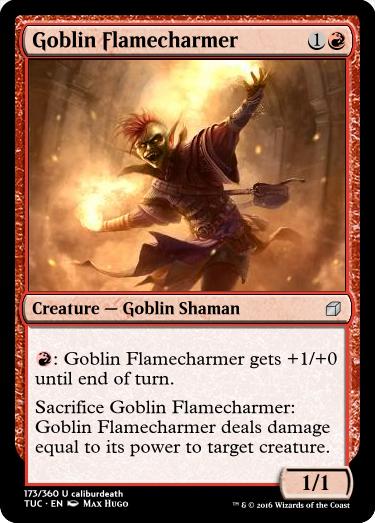 Goblin Flamecharmer 1
Creature — Goblin Shaman
: Goblin Flamecharmer gets +1/+0
until end of turn.
Sacrifice Goblin Flamecharmer:
Goblin Flamecharmer deals damage
equal to its power to target creature.
1/1
173/360 U caliburdeath
TUC • EN Max Hugo
™ & © 2016 Wizards of the Coast